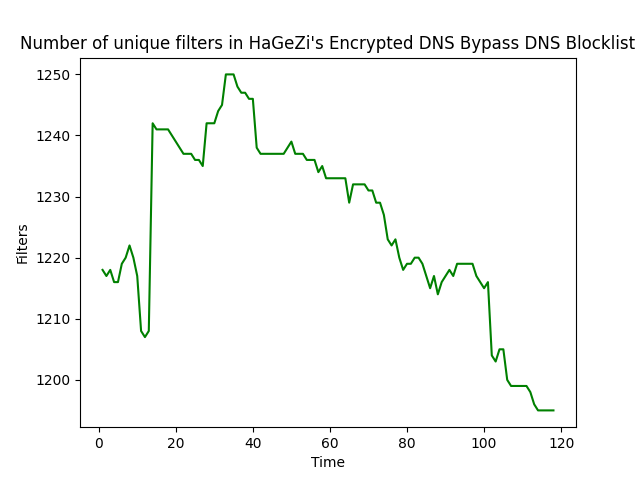 Number of unique filters in HaGeZi's Encrypted DNS Bypass DNS Blocklist
1250
1240
1230
1220
1210
1200
Filters
0 20 40 60 80 100 120
Time